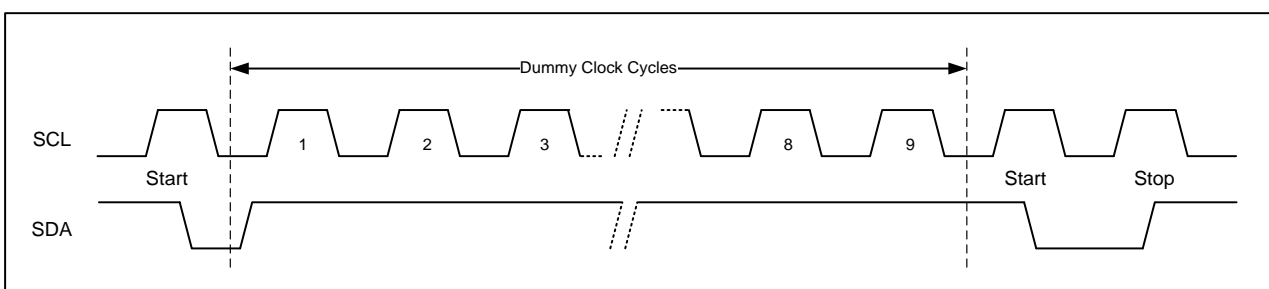 Dummy Clock Cycles
SCL
1 2 3 8 9
Start Start Stop
SDA